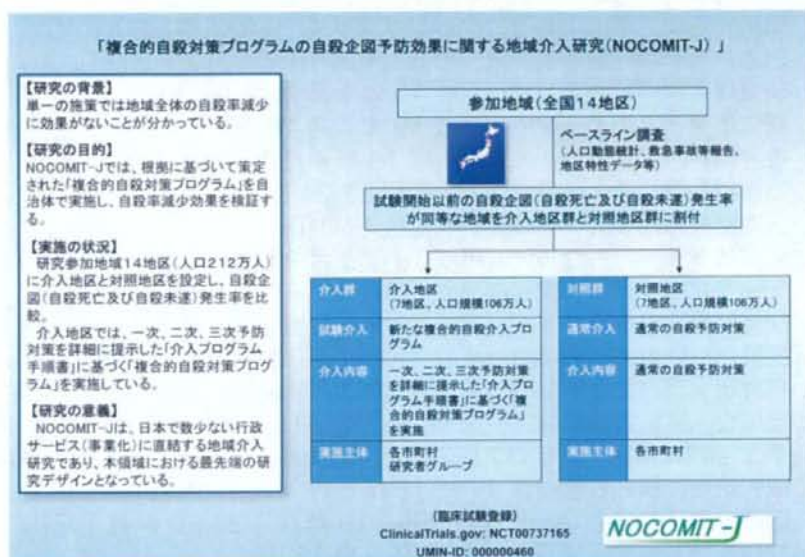 「複合的自殺対策プログラムの自殺企図予防効果に関する地域介入研究(NOCOMIT-J)」
【研究の背景】
単一の施策では地域全体の自殺率減少
に効果がないことが分かっている。
【研究の目的】
NOCOMIT-Jでは、根拠に基づいて策定
された「複合的自殺対策プログラム」を自
治体で実施し、自殺率減少効果を検証す
る。
【実施の状況】
研究参加地域14地区(人口212万人)
に介入地区と対照地区を設定し、自殺企
図(自殺死亡及び自殺未遂)発生率を比
較。
介入地区では、一次、二次、三次予防
対策を詳細に提示した「介入プログラム
手順書」に基づく「複合的自殺対策プログ
ラム」を実施している。
【研究の意義】
NOCOMIT-Jは、日本で数少ない行政
サービス(事業化)に直結する地域介入
研究であり、本領域における最先端の研
究デザインとなっている。
参加地域(全国14地区)
ベースライン調査
(人口動態統計、救急事故等報告、
地区特性データ等)
試験開始以前の自殺企図(自殺死亡及び自殺未遂)発生率
が同等な地域を介入地区群と対照地区群に割付
介入群 介入地区
(7地区、人口規模106万人)
試験介入 新たな複合的自殺介入プロ
グラム
介入内容 一次、二次、三次予防対策
を詳細に提示した「介入プロ
グラム手順書」に基づく「複
合的自殺対策プログラム」
を実施
実施主体 各市町村
研究者グループ
対照群 対照地区
(7地区、人口規模106万人)
通常介入 通常の自殺予防対策
介入内容 通常の自殺予防対策
実施主体 各市町村
(臨床試験登録)
ClinicalTrials.gov: NCT00737165
UMIN-ID: 000000460
NOCOMIT-J